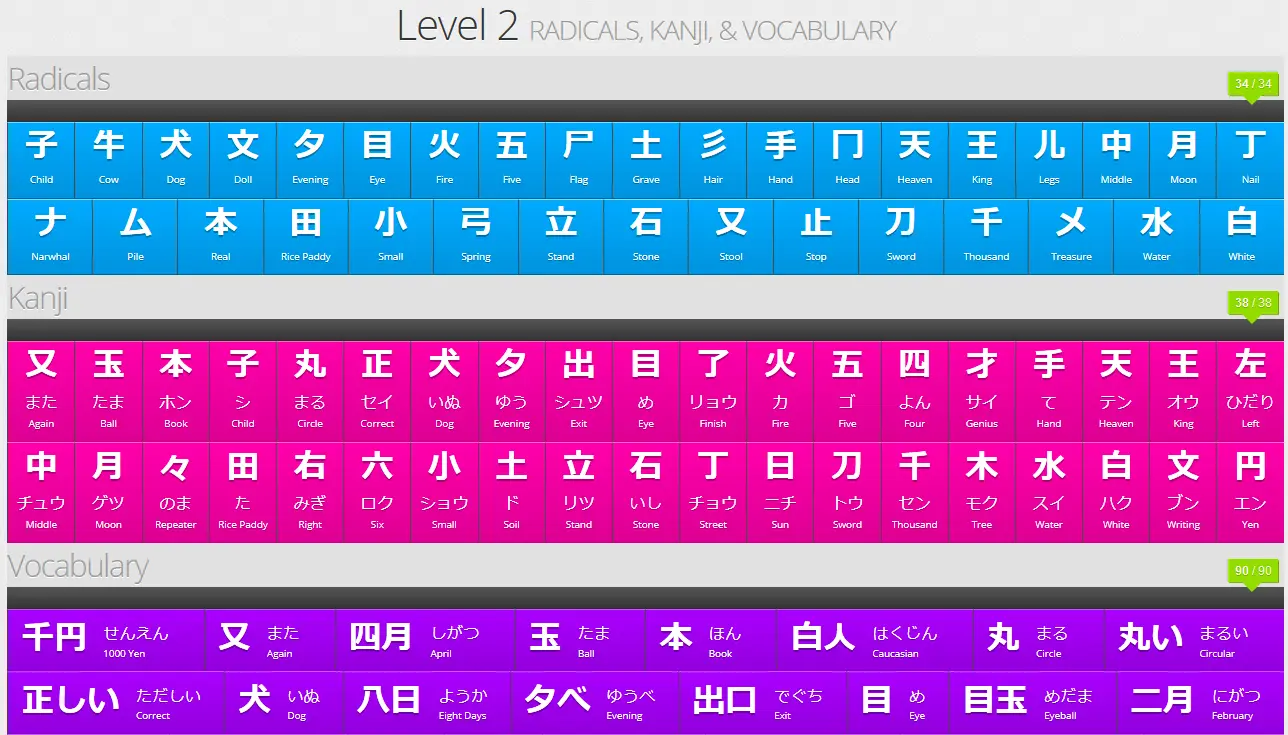 Level 2 RADICALS, KANJI, & VOCABULARY
Radicals
34 / 34
子 牛 犬 文 夕 目 火 五 尸 土 彡 手 冂 天 王 儿 中 月 丁
Child Cow Dog Doll Evening Eye Fire Five Flag Grave Hair Hand Head Heaven King Legs Middle Moon Nail
ナ ム 本 田 小 弓 立 石 又 止 刀 千 メ 水 白
Narwhal Pile Real Rice Paddy Small Spring Stand Stone Stool Stop Sword Thousand Treasure Water White
Kanji
38 / 38
又 玉 本 子 丸 正 犬 夕 出 目 了 火 五 四 才 手 天 王 左
また たま ホン シ まる セイ いぬ ゆう シュツ め リョウ カ ゴ よん サイ て テン オウ ひだり
Again Ball Book Child Circle Correct Dog Evening Exit Eye Finish Fire Five Four Genius Hand Heaven King Left
中 月 々 田 右 六 小 土 立 石 丁 日 刀 千 木 水 白 文 円
チュウ ゲツ のま た みぎ ロク ショウ ド リツ いし チョウ ニチ トウ セン モク スイ ハク ブン エン
Middle Moon Repeater Rice Paddy Right Six Small Soil Stand Stone Street Sun Sword Thousand Tree Water White Writing Yen
Vocabulary
90 / 90
千円 せんえん 又 また 四月 しがつ 玉 たま 本 ほん 白人 はくじん 丸 まる 丸い まるい
1000 Yen Again April Ball Book Caucasian Circle Circular
正しい ただしい 犬 いぬ 八日 ようか 夕べ ゆうべ 出口 でぐち 目 め 目玉 めだま 二月 にがつ
Correct Dog Eight Days Evening Exit Eye Eyeball February